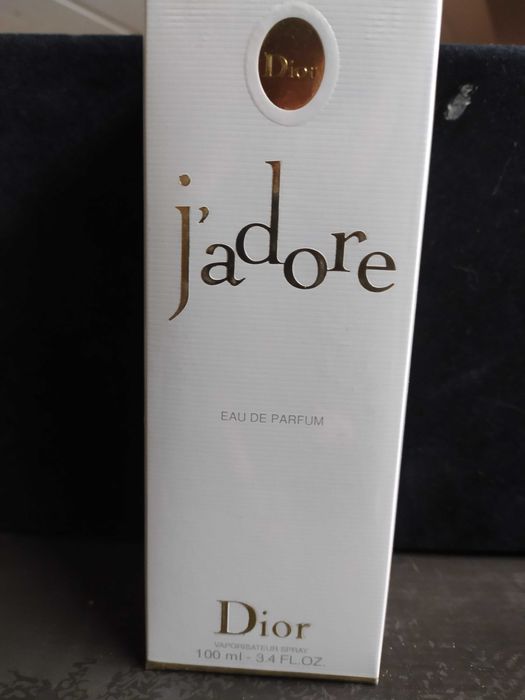 Dior
j'adore
EAU DE PARFUM
Dior
VAPORISATEUR SPRAY
100 ml - 3.4 FL.OZ.